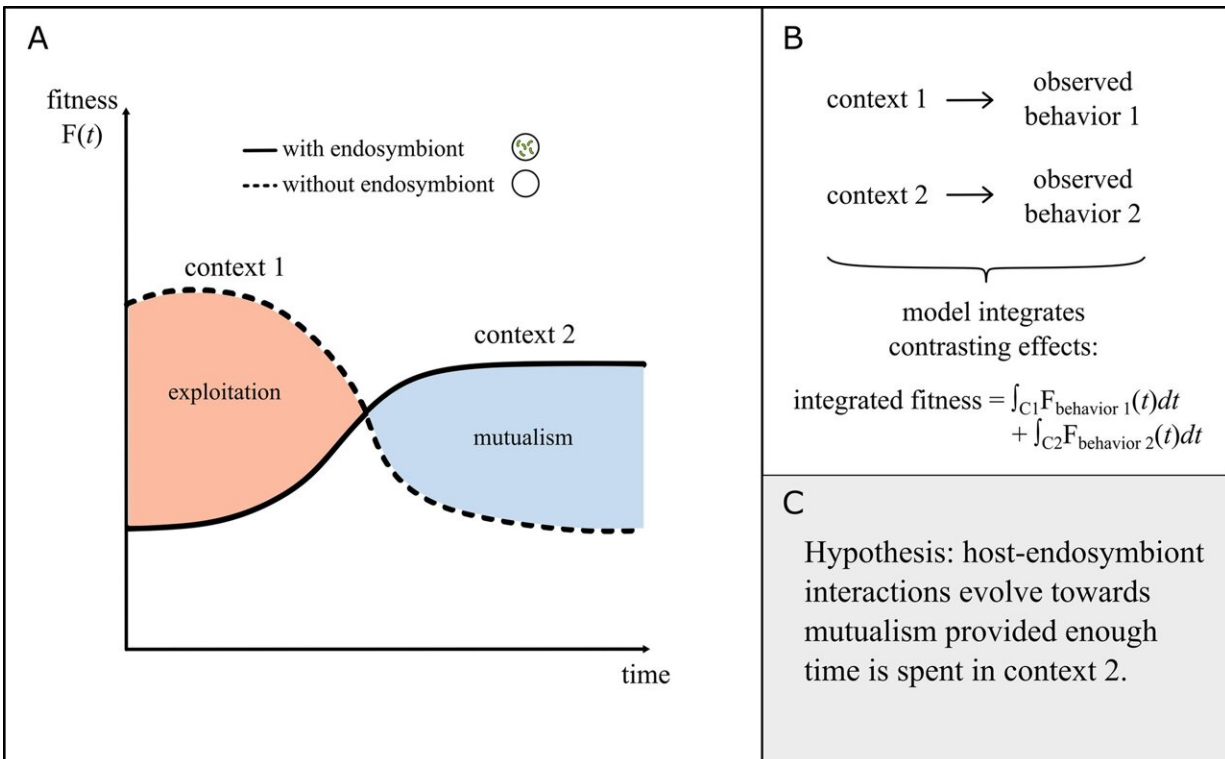 A
fitness
F(t)
with endosymbiont
without endosymbiont
context 1
context 2
exploitation
mutualism
time
B
context 1 → observed
behavior 1
context 2 → observed
behavior 2
model integrates
contrasting effects:
integrated fitness = ∫C1Fbehavior 1(t)dt
+ ∫C2Fbehavior 2(t)dt
C
Hypothesis: host-endosymbiont
interactions evolve towards
mutualism provided enough
time is spent in context 2.